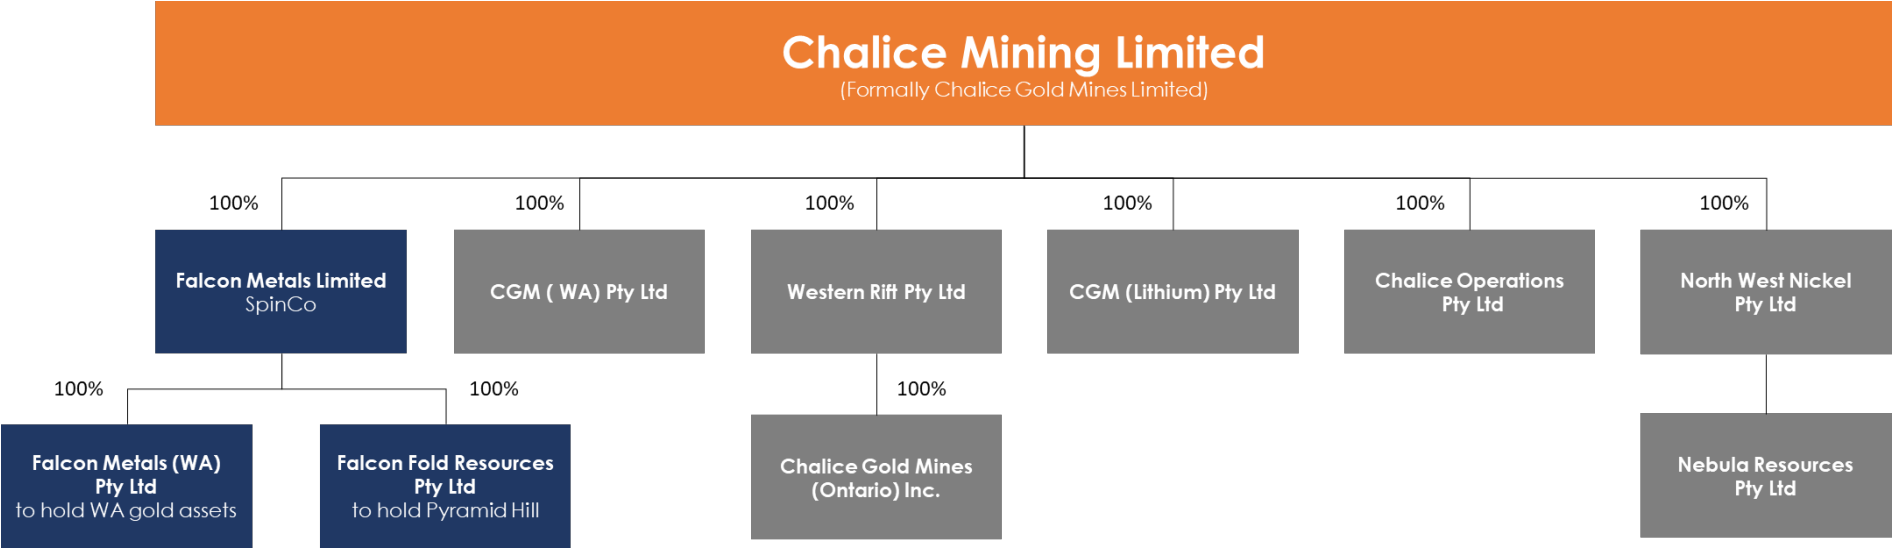 Chalice Mining Limited
(Formally Chalice Gold Mines Limited)
100%
100%
100%
100%
100%
100%
Falcon Metals Limited
SpinCo
CGM ( WA) Pty Ltd
Western Rift Pty Ltd
CGM (Lithium) Pty Ltd
Chalice Operations
Pty Ltd
North West Nickel
Pty Ltd
100%
100%
100%
Falcon Metals (WA)
Pty Ltd
to hold WA gold assets
Falcon Fold Resources
Pty Ltd
to hold Pyramid Hill
Chalice Gold Mines
(Ontario) Inc.
Nebula Resources
Pty Ltd